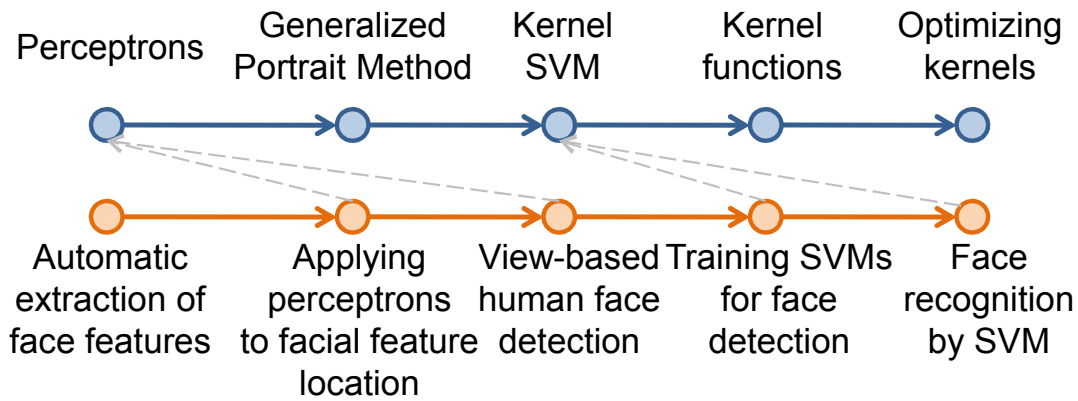 Perceptrons
Generalized
Portrait Method
Kernel
SVM
Kernel
functions
Optimizing
kernels
Automatic
extraction of
face features
Applying
perceptrons
to facial feature
location
View-based
human face
detection
Training SVMs
for face
detection
Face
recognition
by SVM